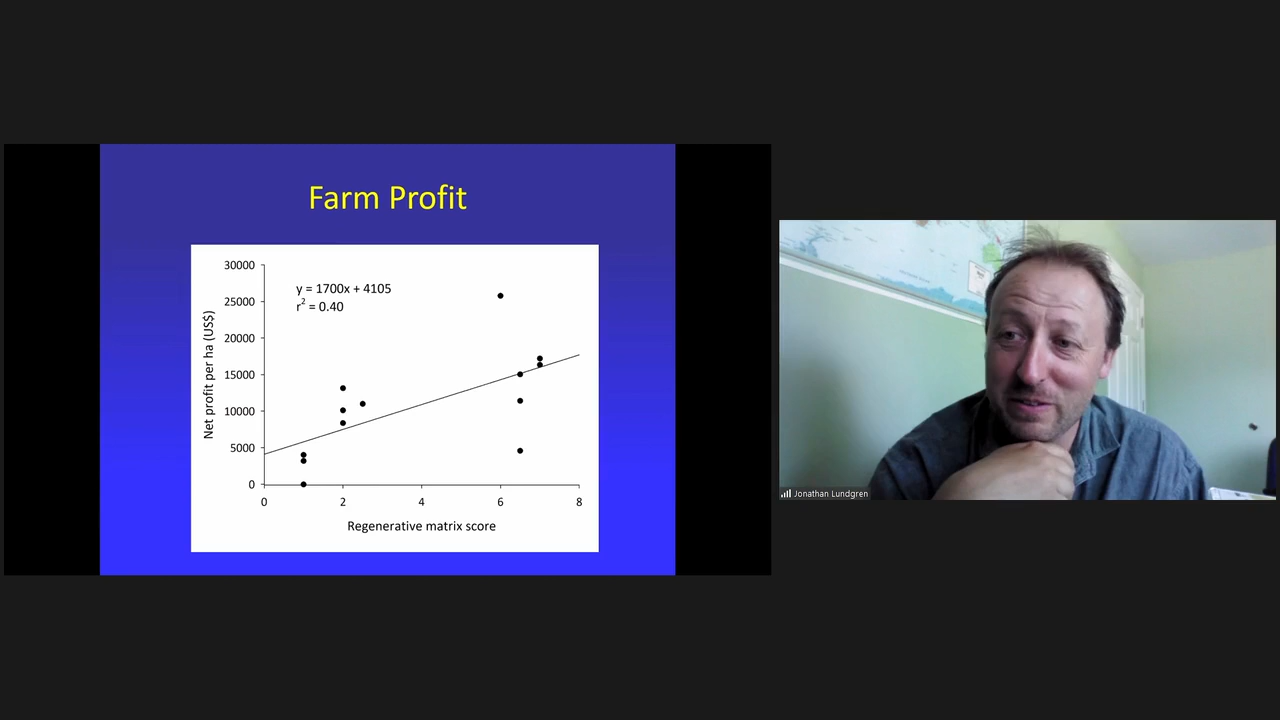 Farm Profit
30000
25000
20000
15000
10000
5000
0
Net profit per ha (US$)
y = 1700x + 4105
r² = 0.40
0 2 4 6 8
Regenerative matrix score
Jonathan Lundgren